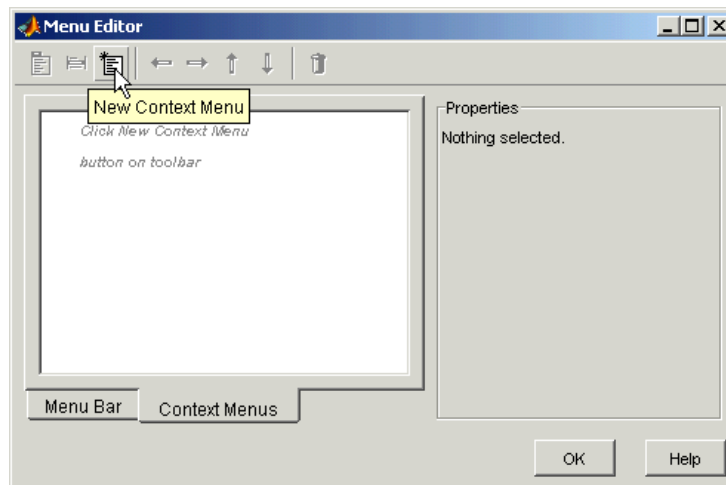 Menu Editor
New Context Menu
Click New Context Menu
button on toolbar
Properties
Nothing selected.
Menu Bar
Context Menus
OK
Help